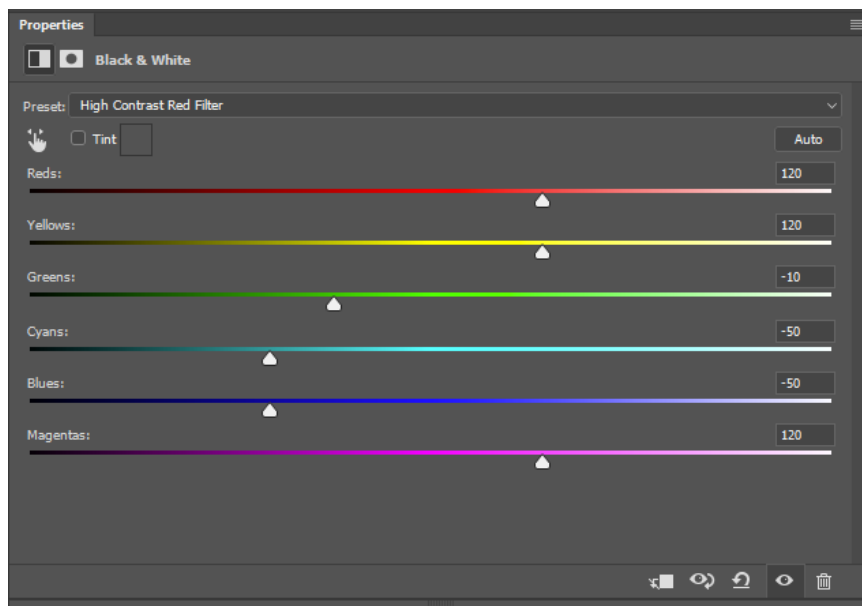 Properties
Black & White
Preset: High Contrast Red Filter
Tint Auto
Reds: 120
Yellows: 120
Greens: -10
Cyans: -50
Blues: -50
Magentas: 120